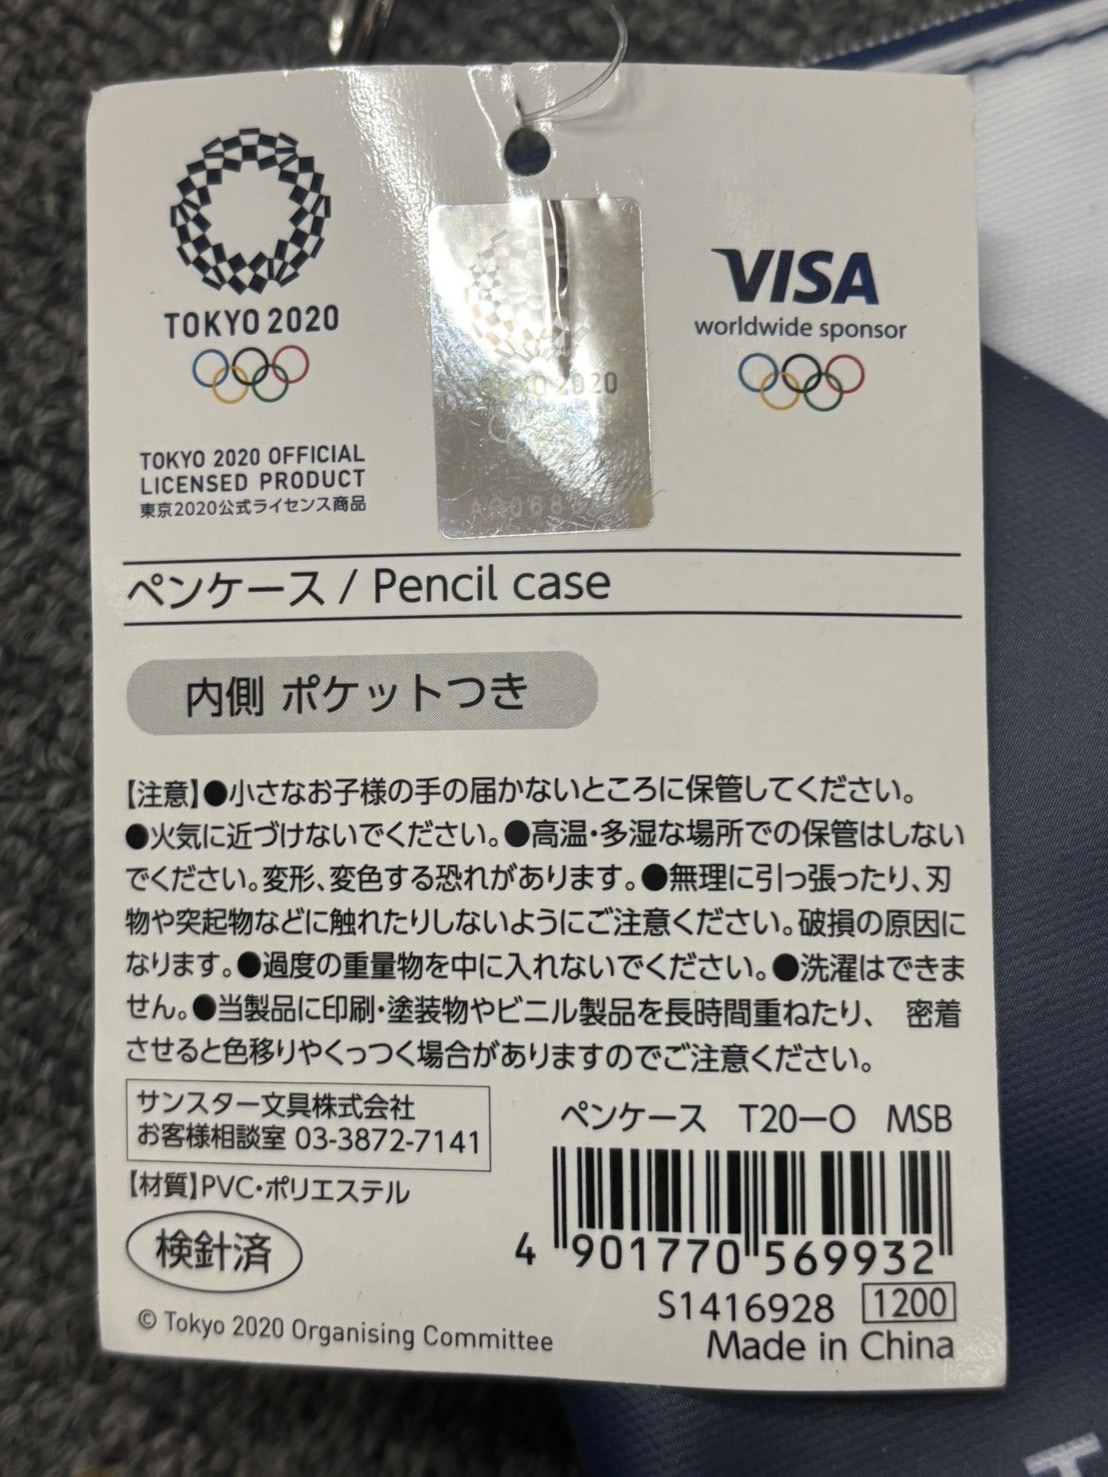 TOKYO 2020
TOKYO 2020 OFFICIAL
LICENSED PRODUCT
東京2020公式ライセンス商品
TOKYO 2020
VISA
worldwide sponsor
ペンケース / Pencil case
内側 ポケットつき
【注意】●小さなお子様の手の届かないところに保管してください。
●火気に近づけないでください。●高温・多湿な場所での保管はしない
でください。変形、変色する恐れがあります。●無理に引っ張ったり、刃
物や突起物などに触れたりしないようにご注意ください。破損の原因に
なります。●過度の重量物を中に入れないでください。●洗濯はできま
せん。●当製品に印刷・塗装物やビニル製品を長時間重ねたり、 密着
させると色移りやくっつく場合がありますのでご注意ください。
サンスター文具株式会社
お客様相談室 03-3872-7141
【材質】PVC・ポリエステル
検針済
© Tokyo 2020 Organising Committee
ペンケース T20ーO MSB
4 901770 569932
S1416928 1200
Made in China